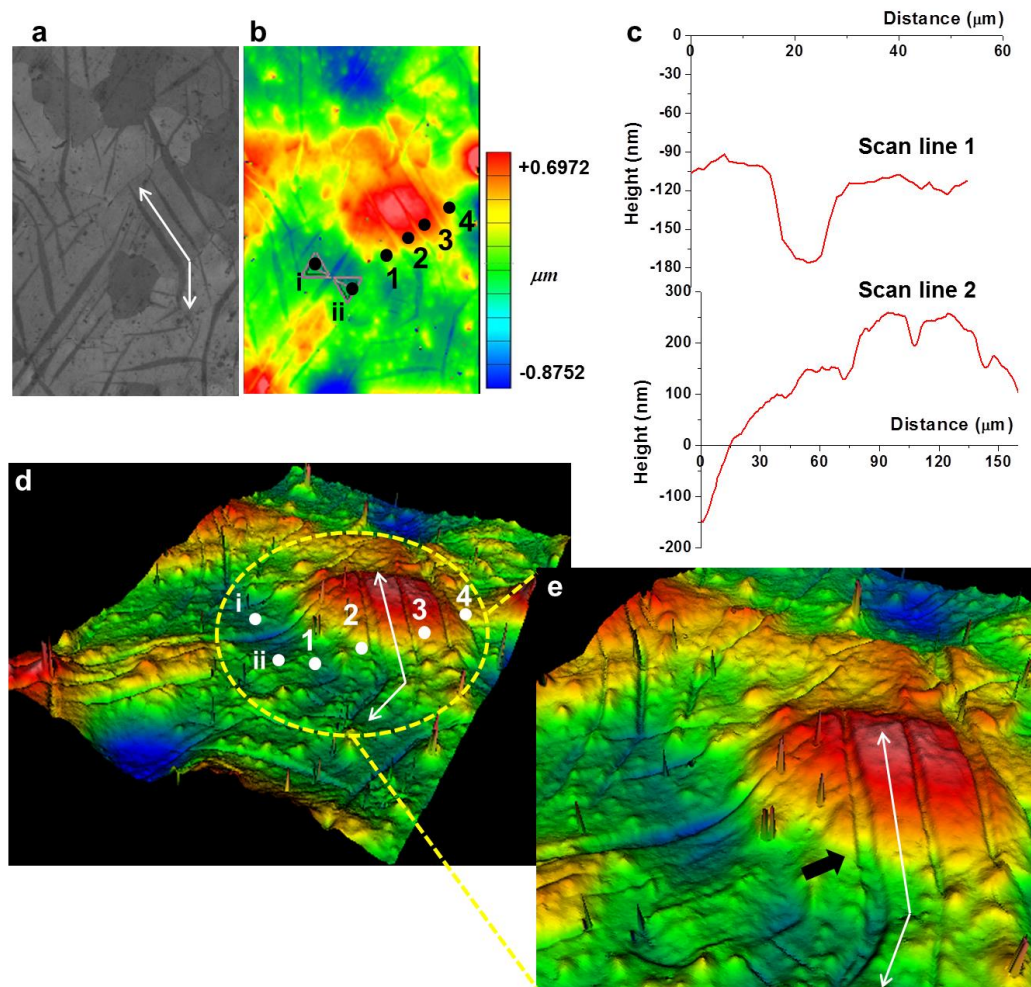 a
b
+0.6972
μm
-0.8752
i
ii
1
2
3
4
c
Distance (μm)
0
20
40
60
0
-30
-60
-90
-120
-150
-180
Height (nm)
Scan line 1
Scan line 2
300
200
100
0
-100
-200
Height (nm)
Distance (μm)
0
30
60
90
120
150
d
i
ii
1
2
3
4
e